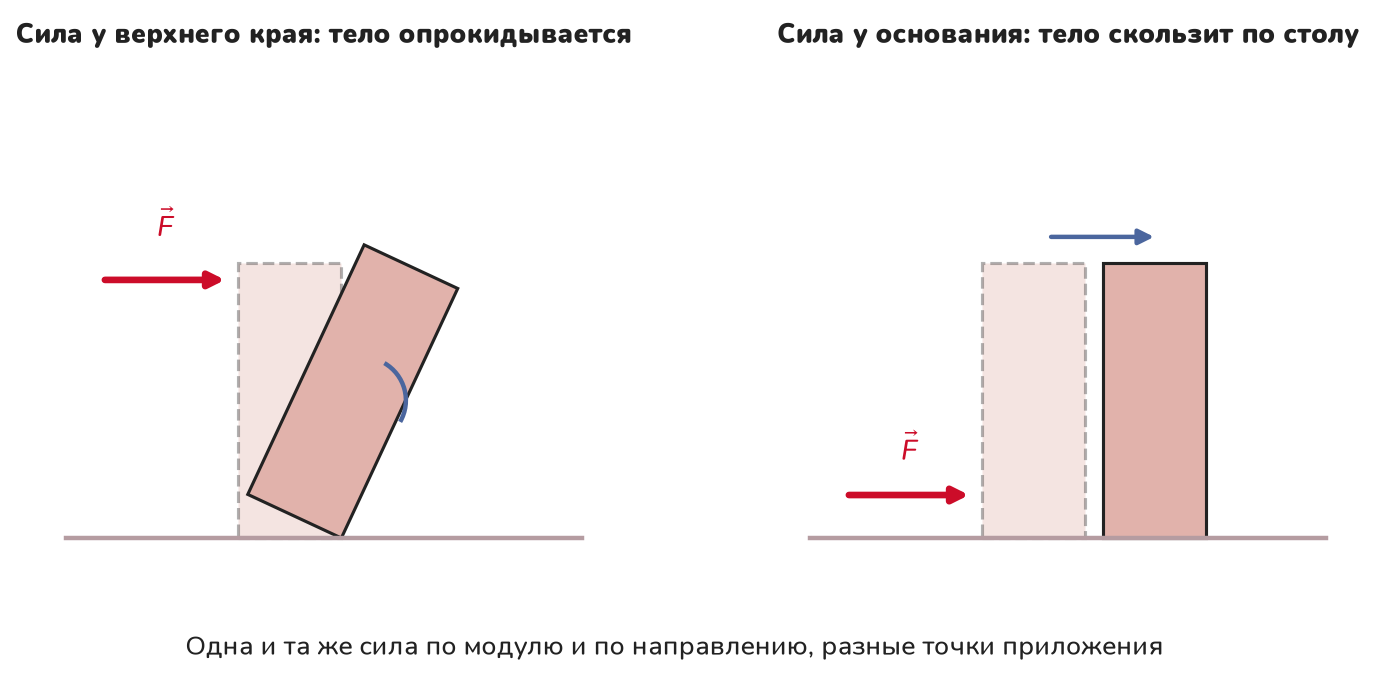 Сила у верхнего края: тело опрокидывается
Сила у основания: тело скользит по столу
F⃗
F⃗
Одна и та же сила по модулю и по направлению, разные точки приложения